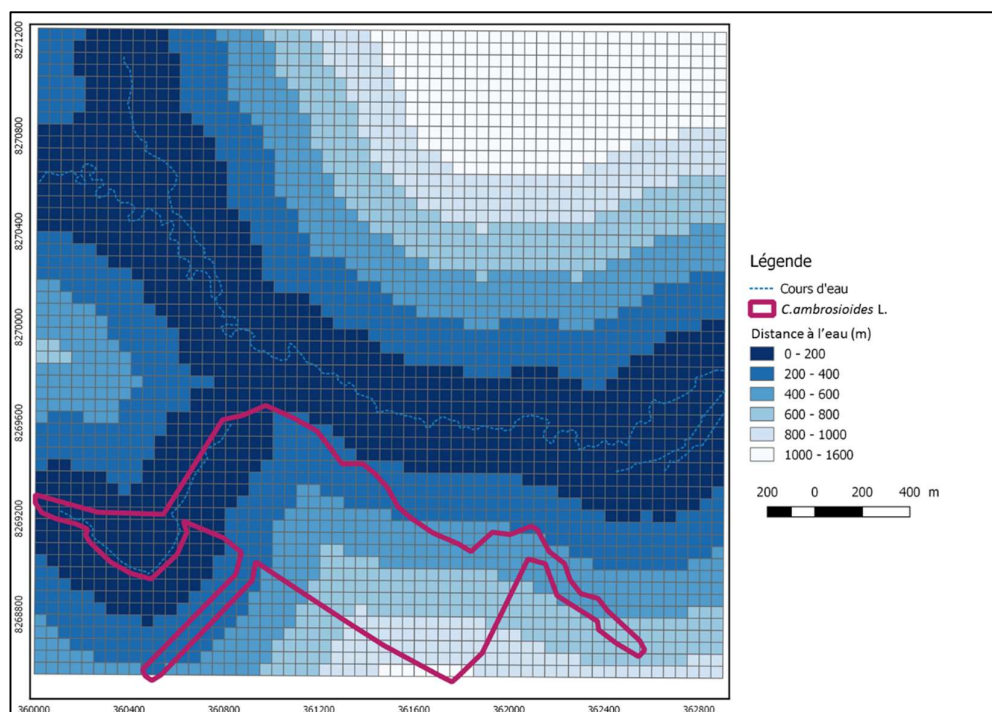 8271200
8270800
8270400
8270000
8269600
8269200
8268800
360000 360400 360800 361200 361600 362000 362400 362800
Légende
Cours d'eau
C.ambrosioides L.
Distance à l'eau (m)
0 - 200
200 - 400
400 - 600
600 - 800
800 - 1000
1000 - 1600
200 0 200 400 m